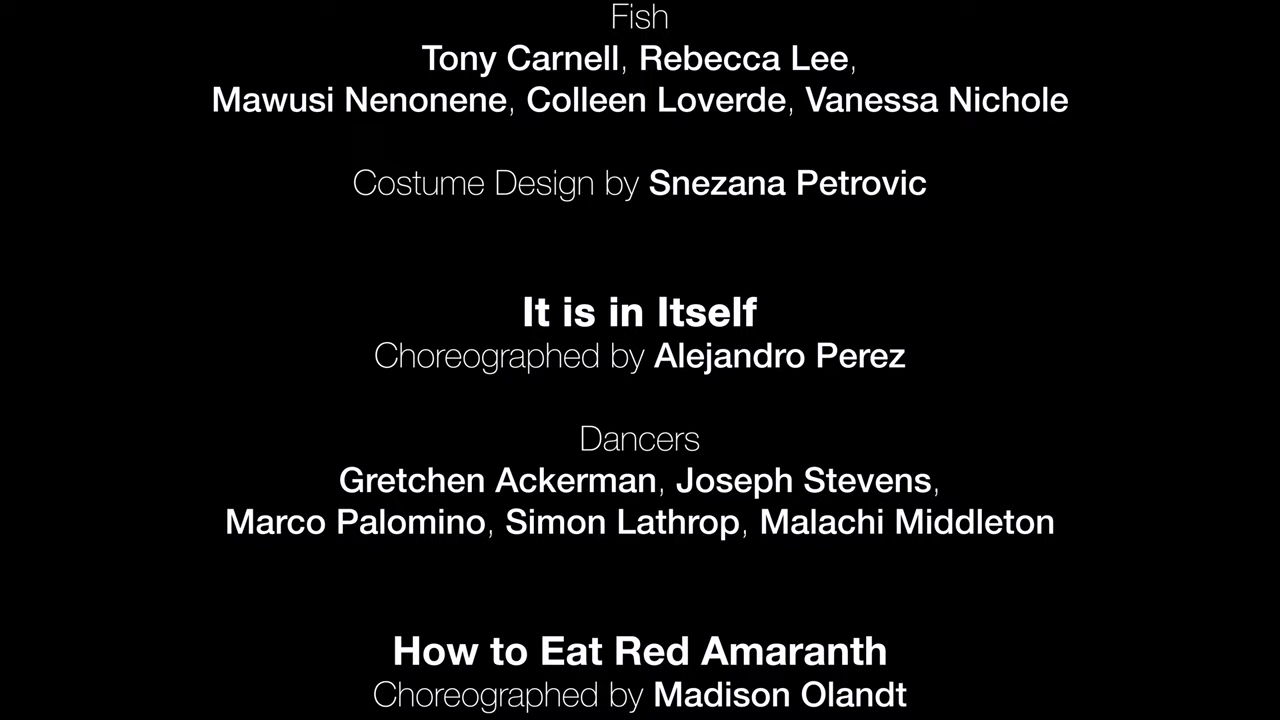 Fish
Tony Carnell, Rebecca Lee,
Mawusi Nenonene, Colleen Loverde, Vanessa Nichole
Costume Design by Snezana Petrovic
It is in Itself
Choreographed by Alejandro Perez
Dancers
Gretchen Ackerman, Joseph Stevens,
Marco Palomino, Simon Lathrop, Malachi Middleton
How to Eat Red Amaranth
Choreographed by Madison Olandt